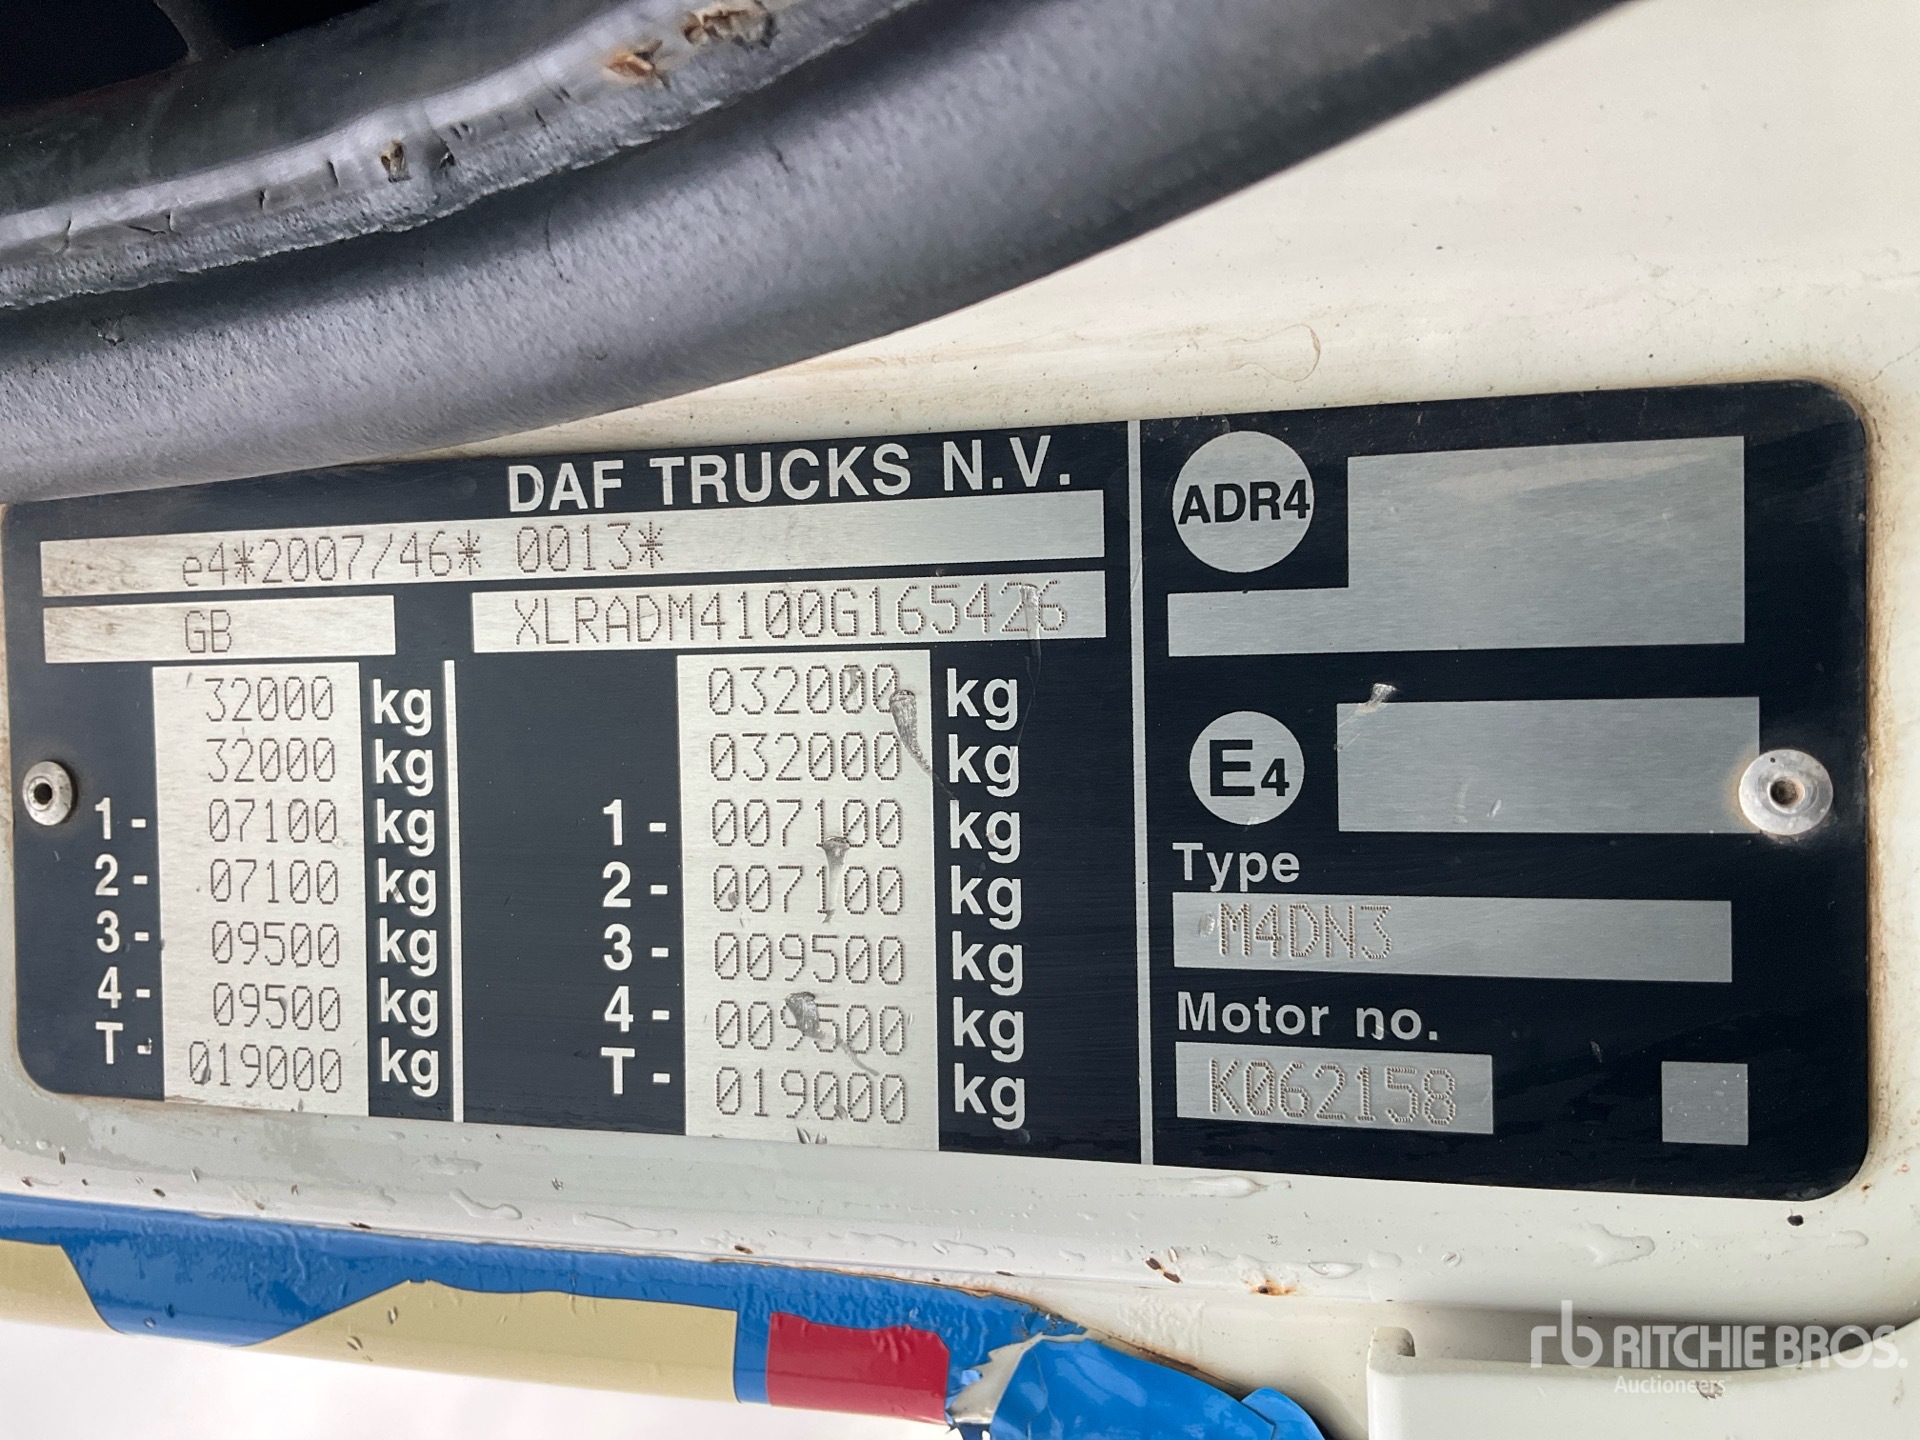 DAF TRUCKS N.V.
e4*2007/46* 0013*
GB XLRADM4100G165426
32000 kg 032000 kg
32000 kg 032000 kg
1- 07100 kg 1- 007100 kg
2- 07100 kg 2- 007100 kg
3- 09500 kg 3- 009500 kg
4- 09500 kg 4- 009500 kg
T- 019000 kg T- 019000 kg
ADR4
E4
Type
M4DN3
Motor no.
K062158
rb RITCHIE BROS.
Auctioneers